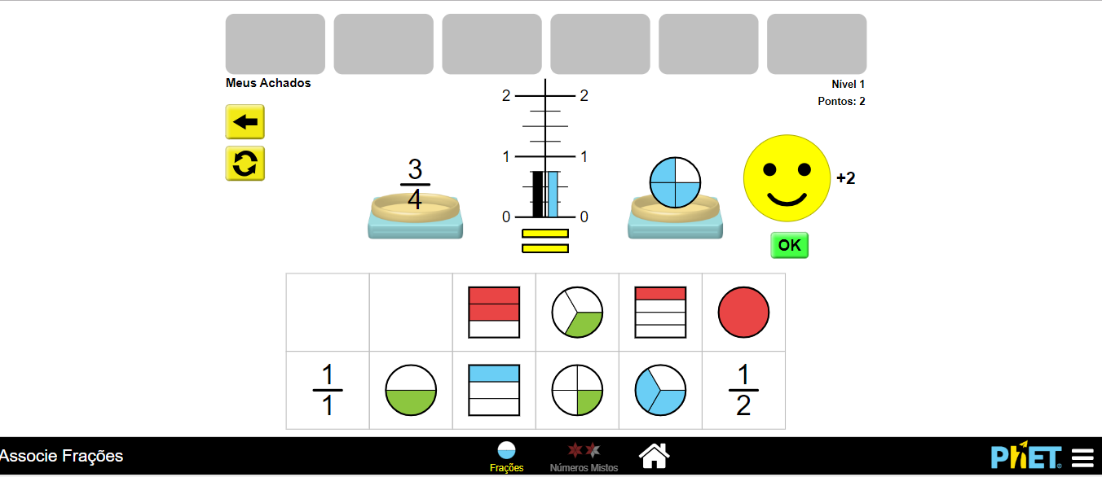 Meus Achados
Nível 1
Pontos: 2
2 2
1 1
0 0
3
4
+2
OK
1
1
1
2
Associe Frações
Frações
Números Mistos
PhET